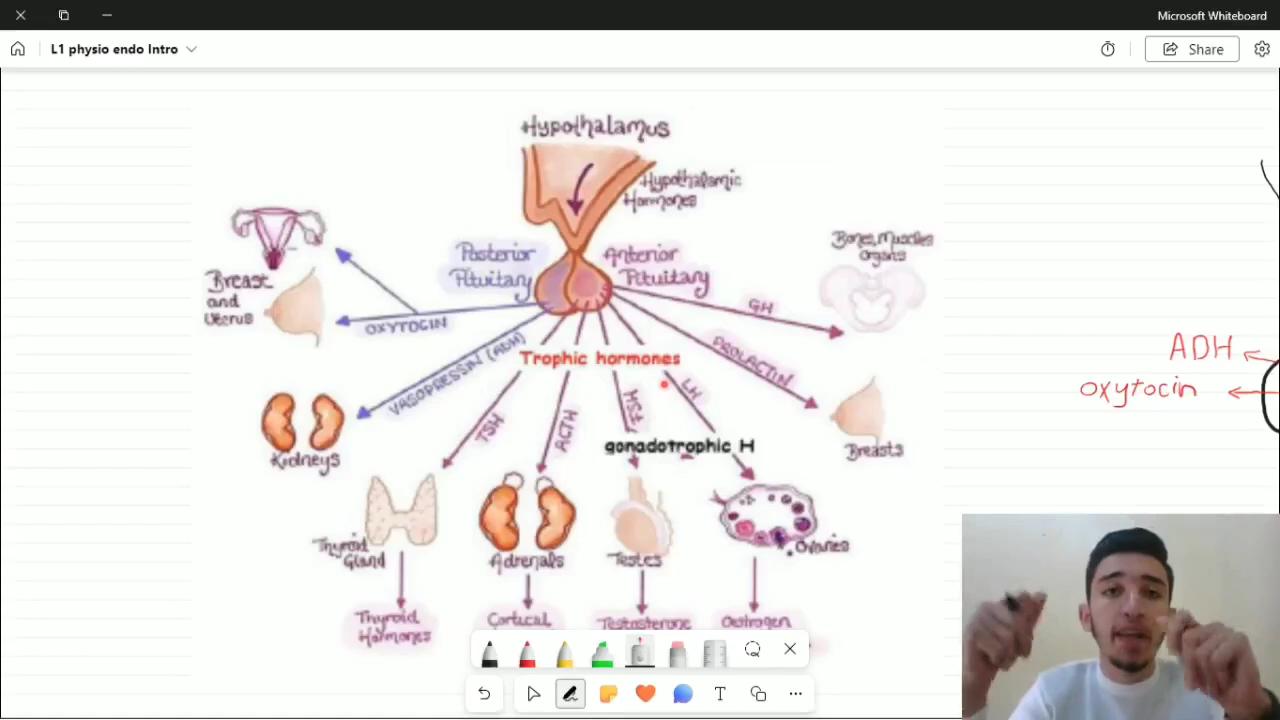 Microsoft Whiteboard
L1 physio endo Intro
Share
Hypothalamus
Hypothalamic
Hormones
Posterior
Pituitary
Anterior
Pituitary
Bones, Muscles
Organs
Breast
and
Uterus
OXYTOCIN
GH
VASOPRESSIN (ADH)
Trophic hormones
PROLACTIN
ADH
oxytocin
TSH
ACTH
FSH
LH
gonadotrophic H
Kidneys
Breasts
Thyroid
Gland
Adrenals
Testes
Ovaries
Thyroid
Hormones
Cortical
Testosterone
Oestrogen